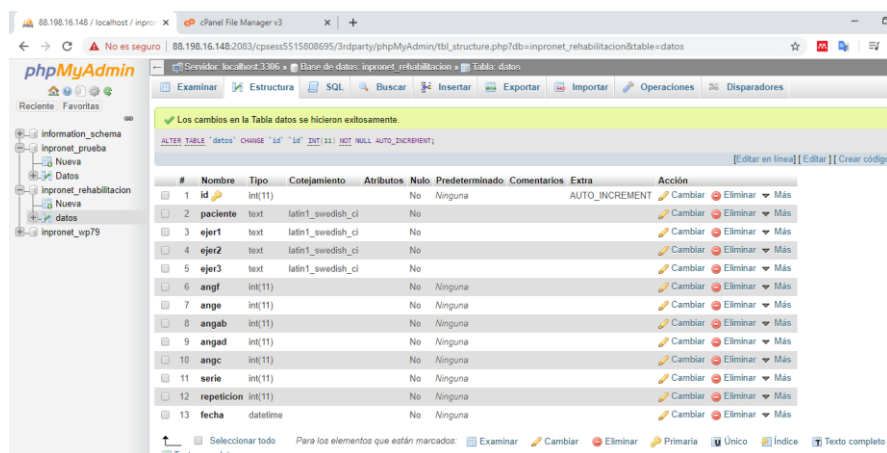 88.198.16.148 / localhost / inpro
cPanel File Manager v3
No es seguro | 88.198.16.148:2083/cpsess5515808695/3rdparty/phpMyAdmin/tbl_structure.php?db=inpronet_rehabilitacion&table=datos
phpMyAdmin
Reciente Favoritas
information_schema
inpronet_prueba
Nueva
Datos
inpronet_rehabilitacion
Nueva
datos
inpronet_wp79
Servidor: localhost:3306 » Base de datos: inpronet_rehabilitacion » Tabla: datos
Examinar Estructura SQL Buscar Insertar Exportar Importar Operaciones Disparadores
Los cambios en la Tabla datos se hicieron exitosamente.
ALTER TABLE `datos` CHANGE `id` `id` INT(11) NOT NULL AUTO_INCREMENT;
[Editar en línea] [ Editar ] [ Crear código
# Nombre Tipo Cotejamiento Atributos Nulo Predeterminado Comentarios Extra Acción
1 id int(11) No Ninguna AUTO_INCREMENT Cambiar Eliminar Más
2 paciente text latin1_swedish_ci No Cambiar Eliminar Más
3 ejer1 text latin1_swedish_ci No Cambiar Eliminar Más
4 ejer2 text latin1_swedish_ci No Cambiar Eliminar Más
5 ejer3 text latin1_swedish_ci No Cambiar Eliminar Más
6 angf int(11) No Ninguna Cambiar Eliminar Más
7 ange int(11) No Ninguna Cambiar Eliminar Más
8 angab int(11) No Ninguna Cambiar Eliminar Más
9 angad int(11) No Ninguna Cambiar Eliminar Más
10 angc int(11) No Ninguna Cambiar Eliminar Más
11 serie int(11) No Ninguna Cambiar Eliminar Más
12 repeticion int(11) No Ninguna Cambiar Eliminar Más
13 fecha datetime No Ninguna Cambiar Eliminar Más
Seleccionar todo Para los elementos que están marcados: Examinar Cambiar Eliminar Primaria Único Índice Texto completo